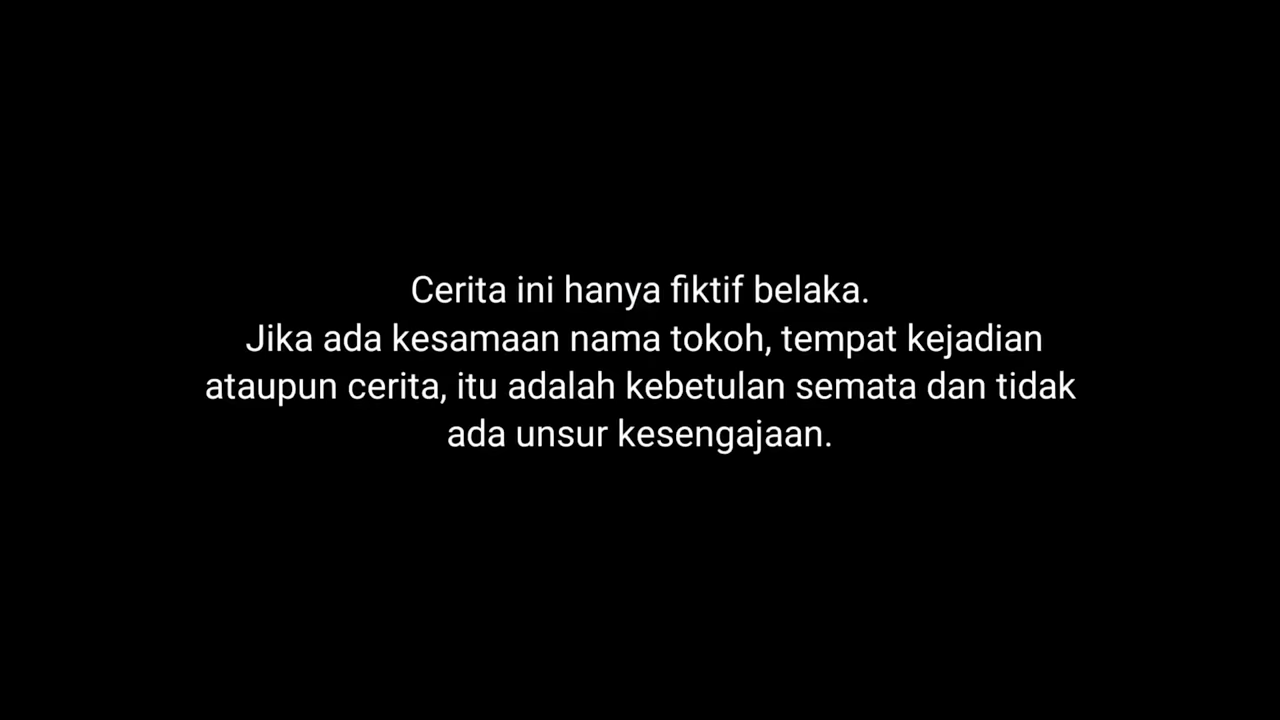 Cerita ini hanya fiktif belaka.
Jika ada kesamaan nama tokoh, tempat kejadian
ataupun cerita, itu adalah kebetulan semata dan tidak
ada unsur kesengajaan.